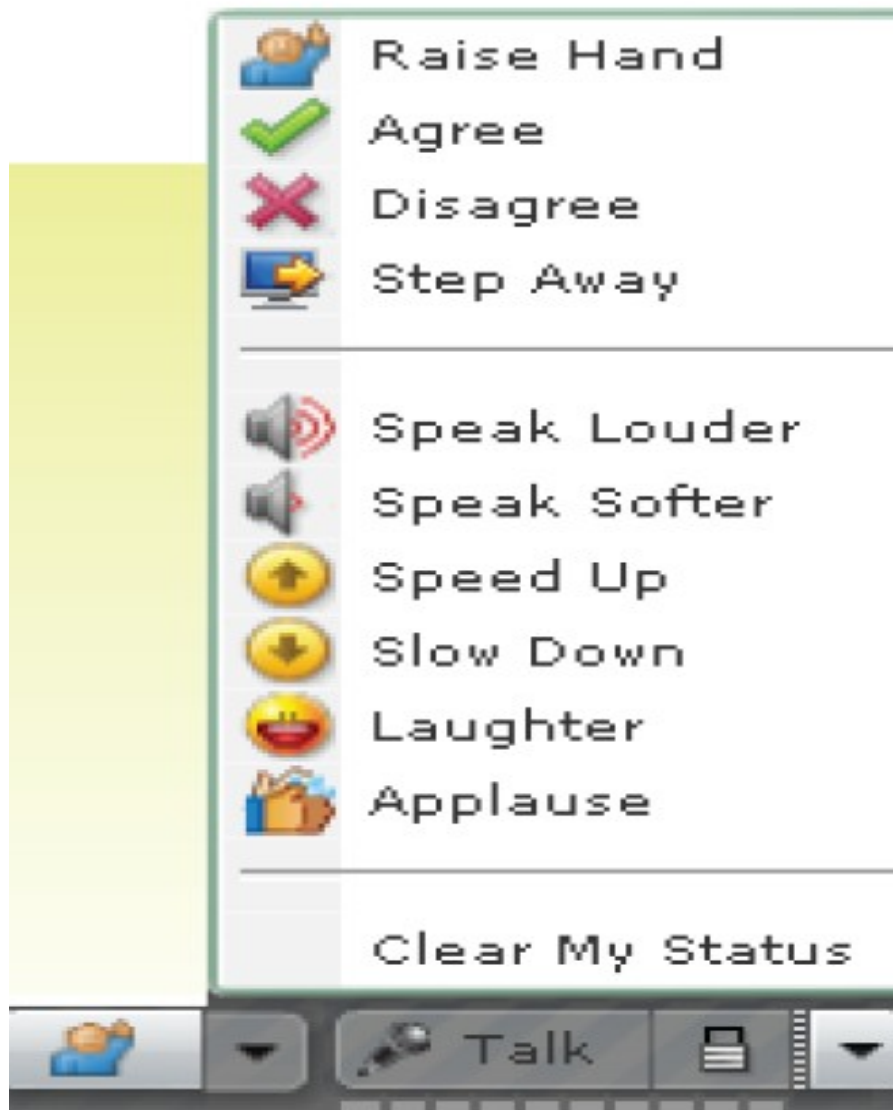 Raise Hand
Agree
Disagree
Step Away
Speak Louder
Speak Softer
Speed Up
Slow Down
Laughter
Applause
Clear My Status
Talk